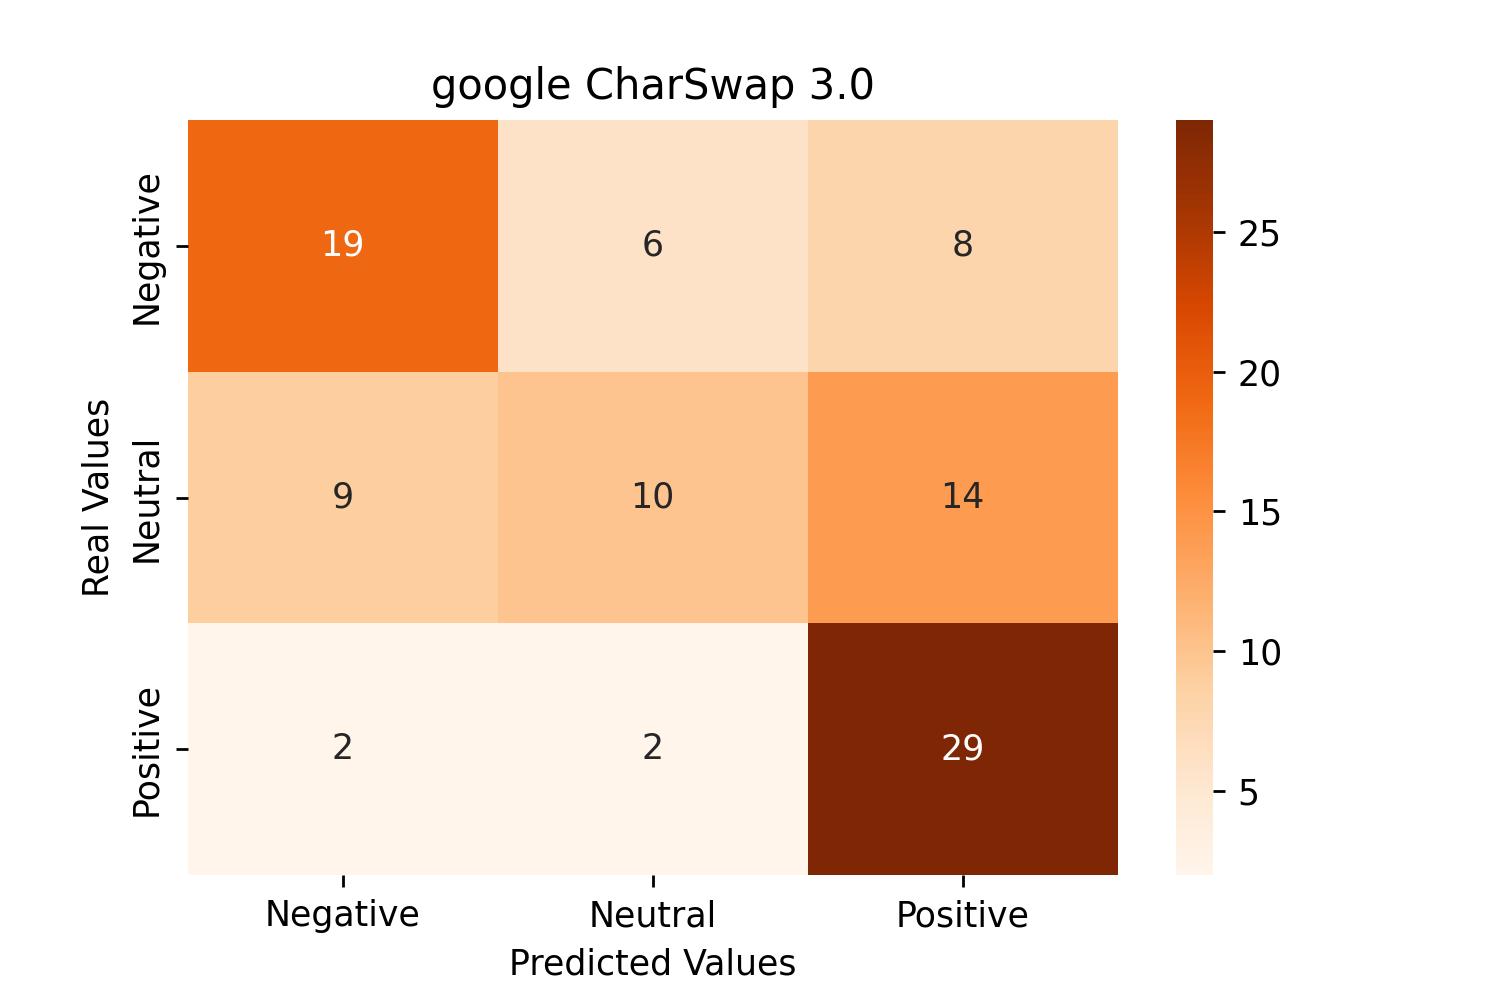 google CharSwap 3.0
Real Values
Negative
19
6
8
Neutral
9
10
14
Positive
2
2
29
Negative
Neutral
Positive
Predicted Values
25
20
15
10
5